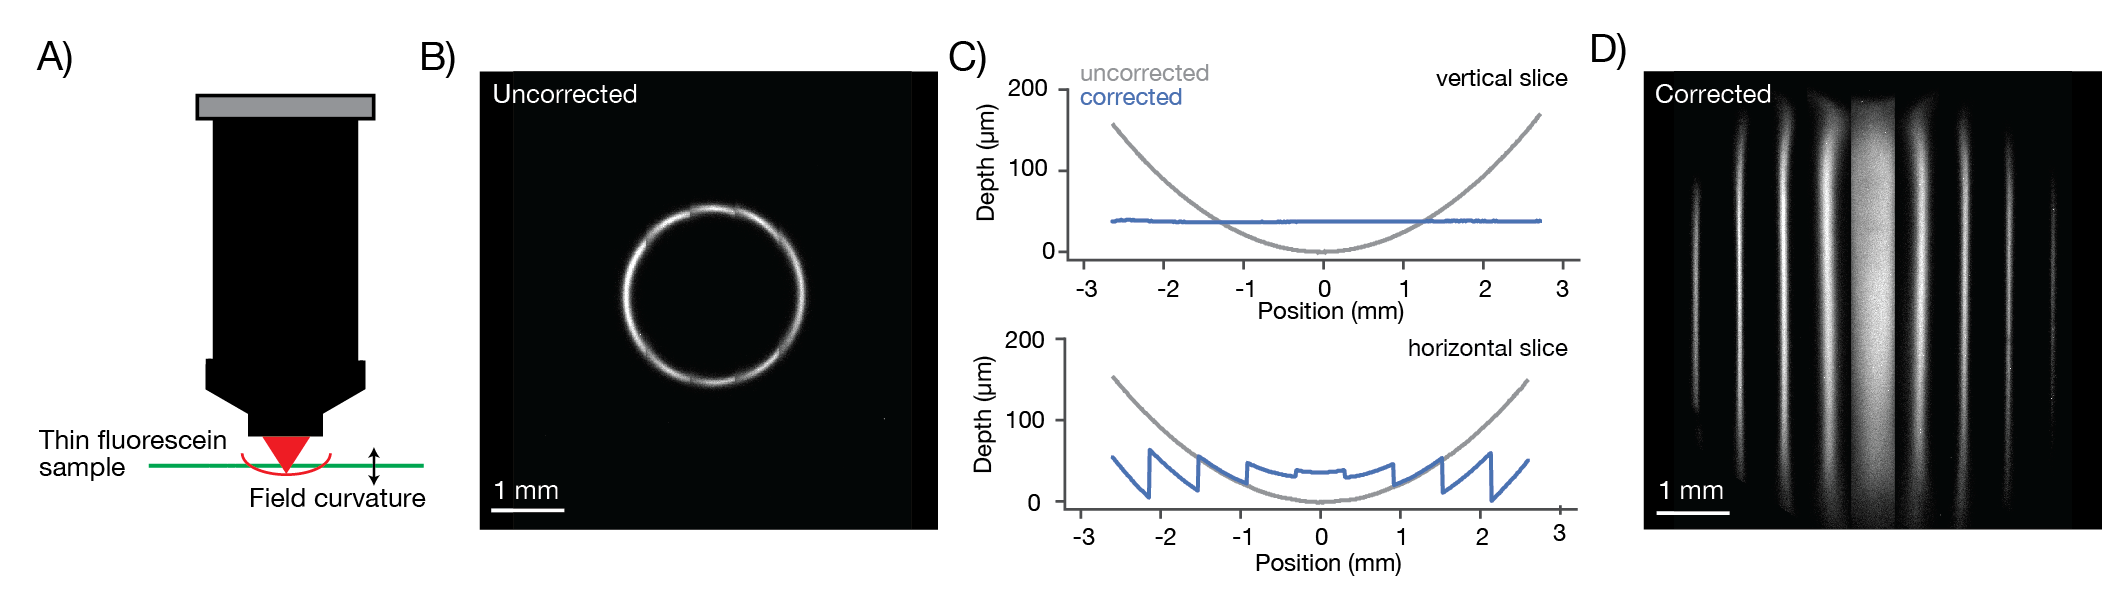 A)
Thin fluorescein
sample
Field curvature
B)
Uncorrected
1 mm
C)
uncorrected
corrected
vertical slice
Depth (µm)
200
100
0
-3 -2 -1 0 1 2 3
Position (mm)
horizontal slice
Depth (µm)
200
100
0
-3 -2 -1 0 1 2 3
Position (mm)
D)
Corrected
1 mm